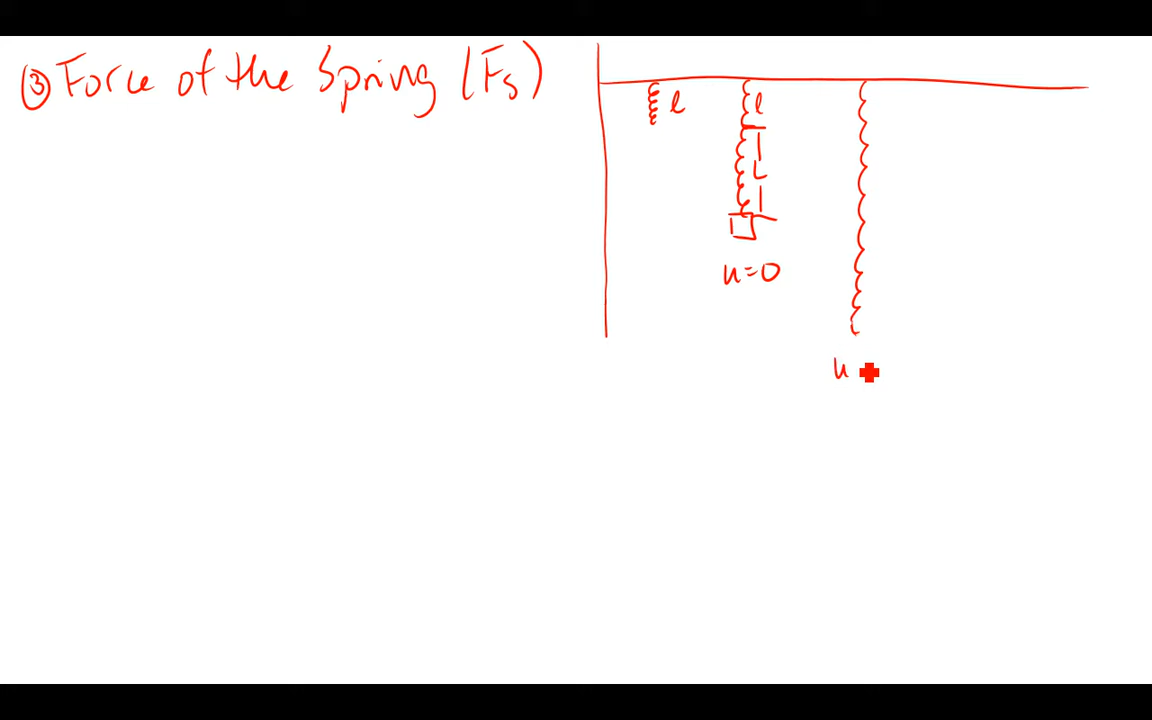 ③ Force of the Spring (Fs)
l
l
L
u=0
u